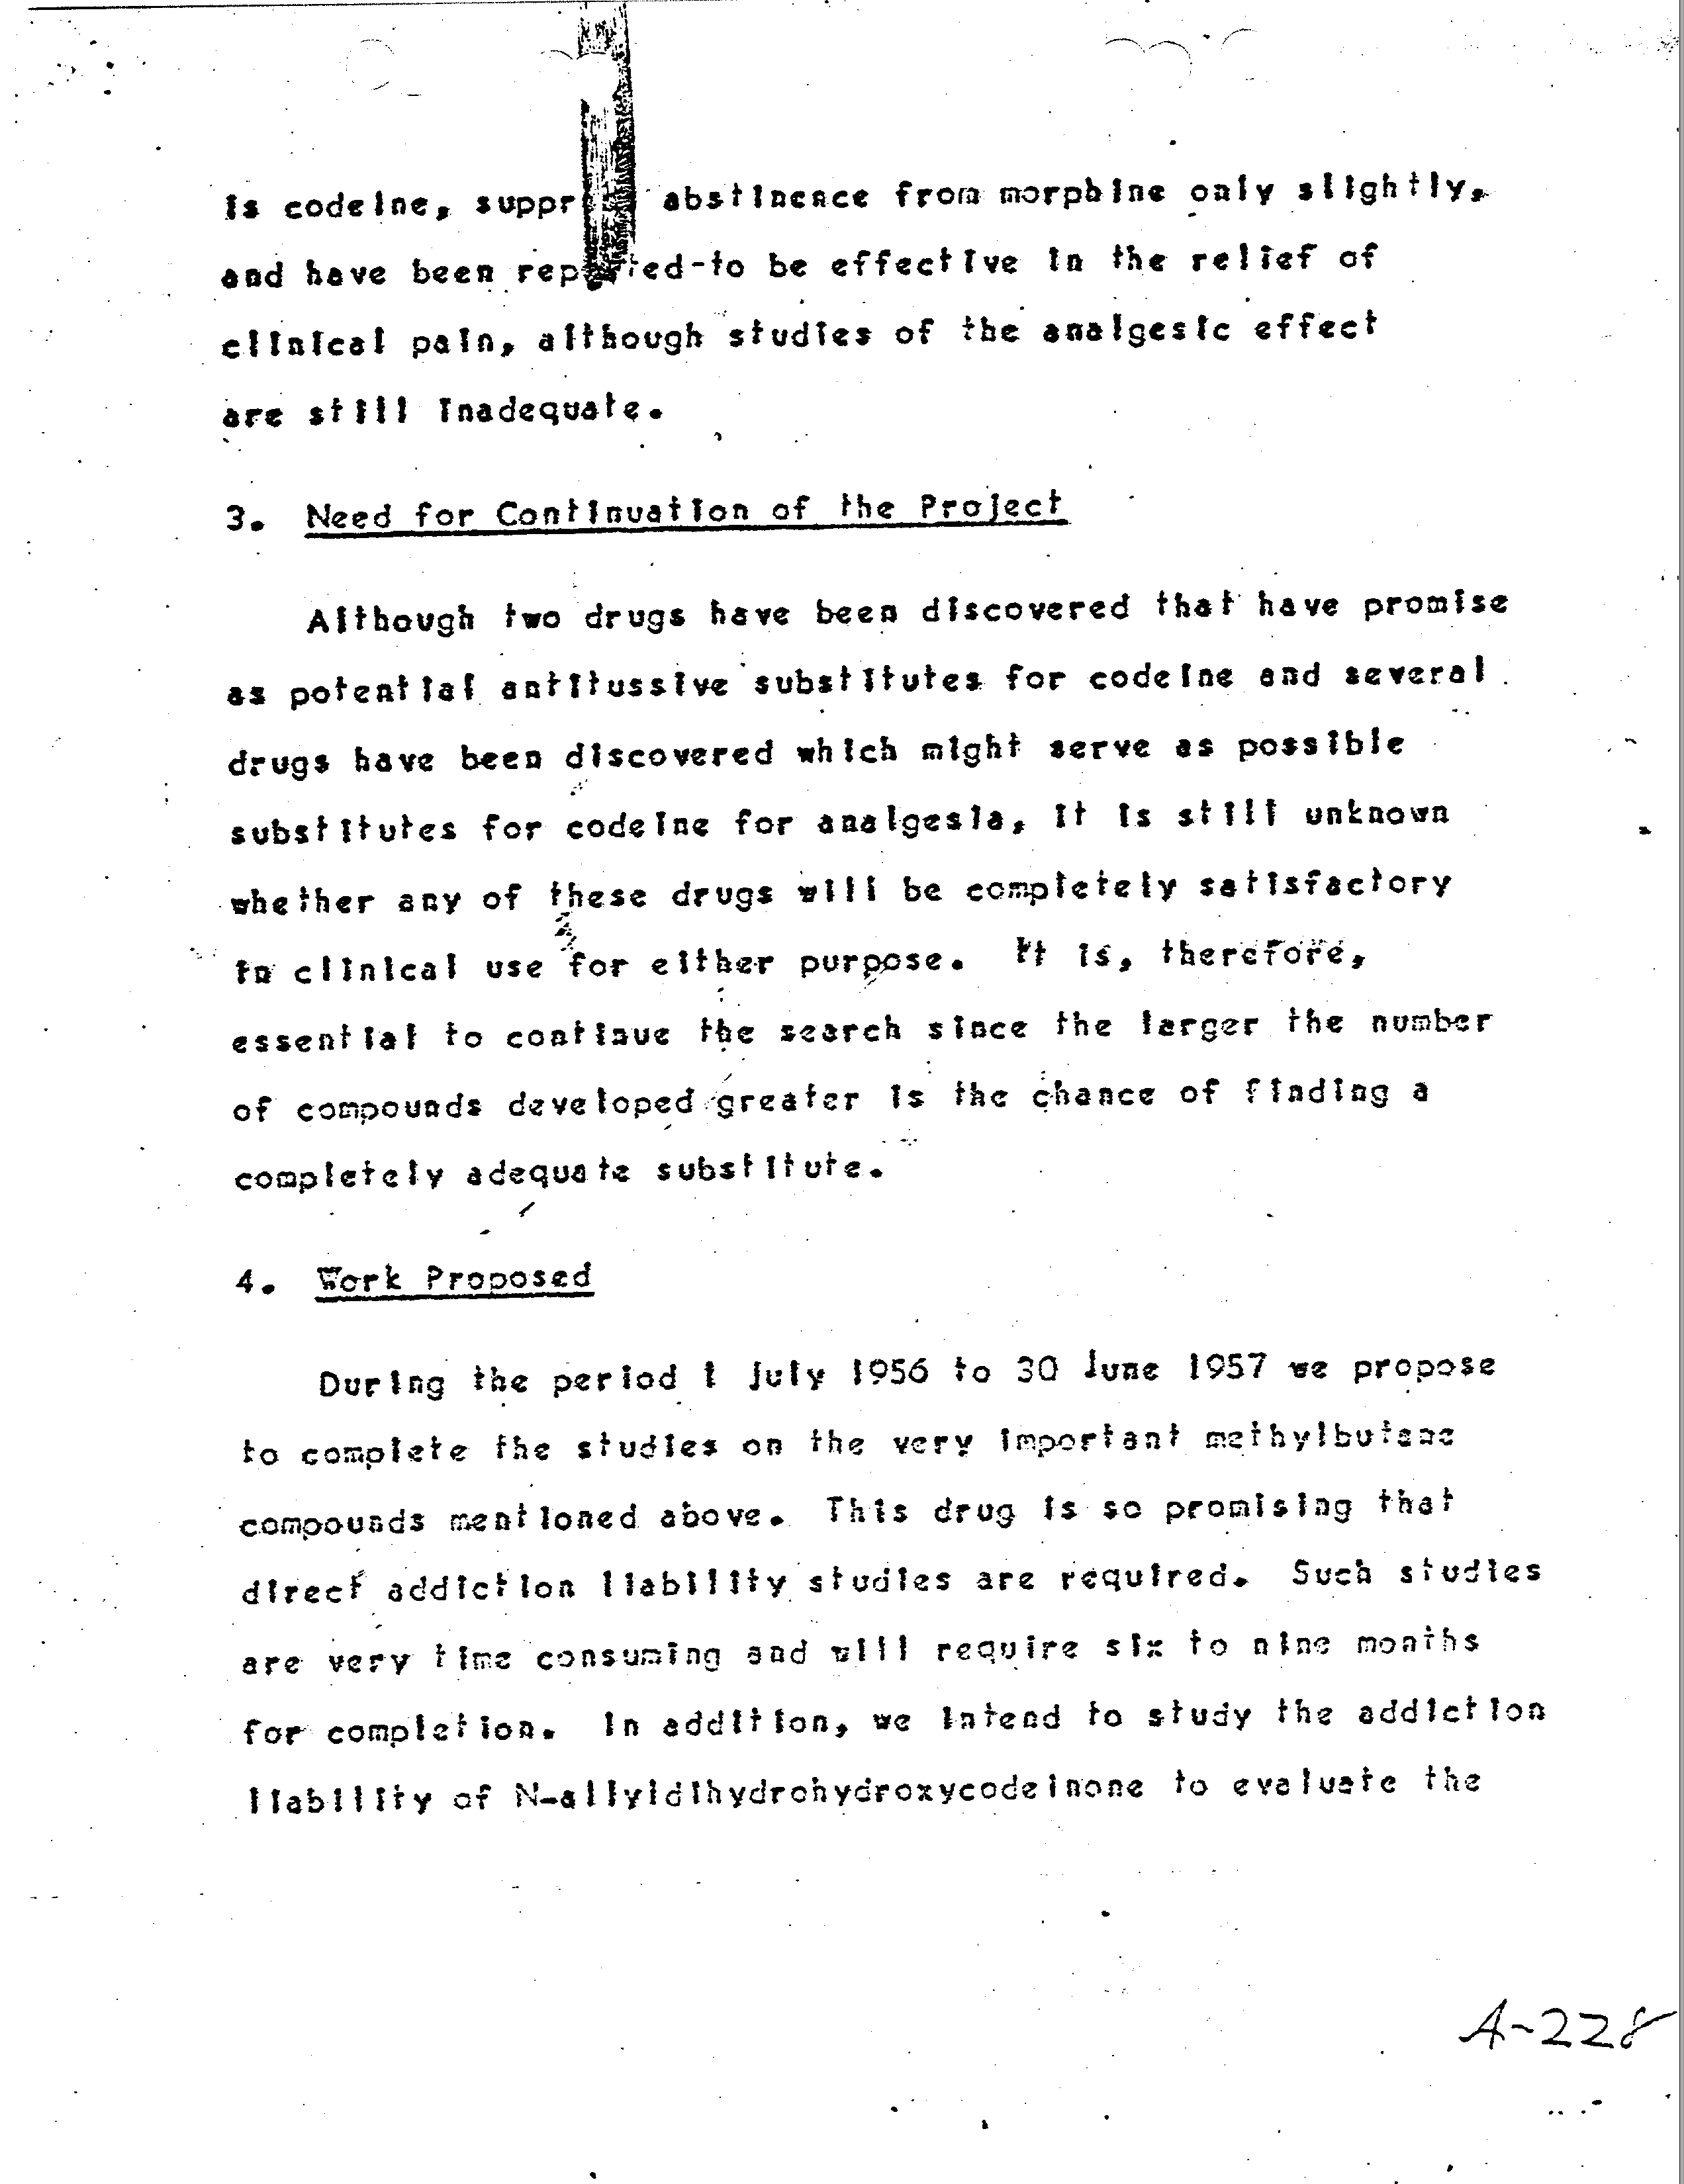 is codeine, suppr abstinence from morphine only slightly,
and have been reported-to be effective in the relief of
clinical pain, although studies of the analgesic effect
are still inadequate.
3. Need for Continuation of the Project
Although two drugs have been discovered that have promise
as potential antitussive substitutes for codeine and several
drugs have been discovered which might serve as possible
substitutes for codeine for analgesia, it is still unknown
whether any of these drugs will be completely satisfactory
in clinical use for either purpose. It is, therefore,
essential to continue the search since the larger the number
of compounds developed greater is the chance of finding a
completely adequate substitute.
4. Work Proposed
During the period 1 July 1956 to 30 June 1957 we propose
to complete the studies on the very important methylbutane
compounds mentioned above. This drug is so promising that
direct addiction liability studies are required. Such studies
are very time consuming and will require six to nine months
for completion. In addition, we intend to study the addiction
liability of N-allyldihydrohydroxycodeinone to evaluate the
A-228